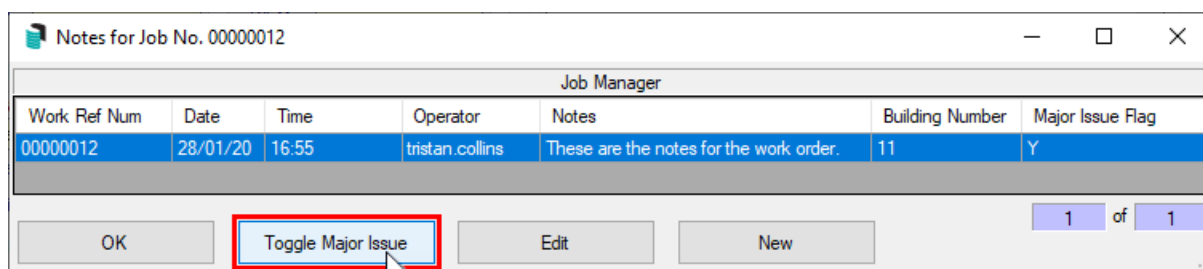 Notes for Job No. 00000012
Job Manager
Work Ref Num Date Time Operator Notes Building Number Major Issue Flag
00000012 28/01/20 16:55 tristan.collins These are the notes for the work order. 11 Y
1 of 1
OK Toggle Major Issue Edit New